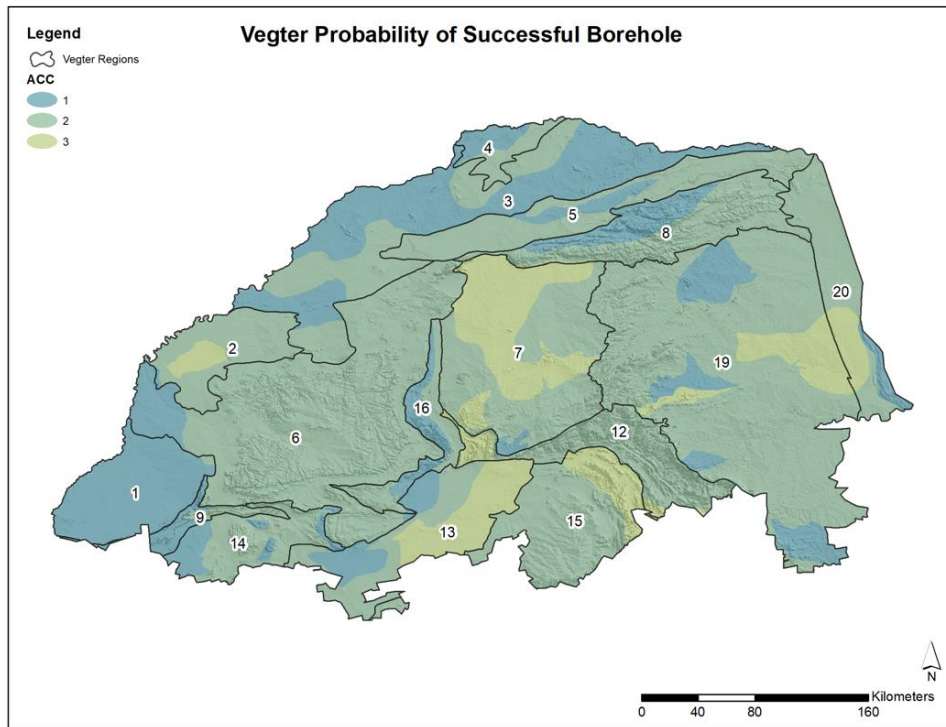 Vegter Probability of Successful Borehole
Legend
Vegter Regions
ACC
1
2
3
4
3
5
8
20
2
7
19
16
12
6
1
9
13
15
14
N
Kilometers
0 40 80 160